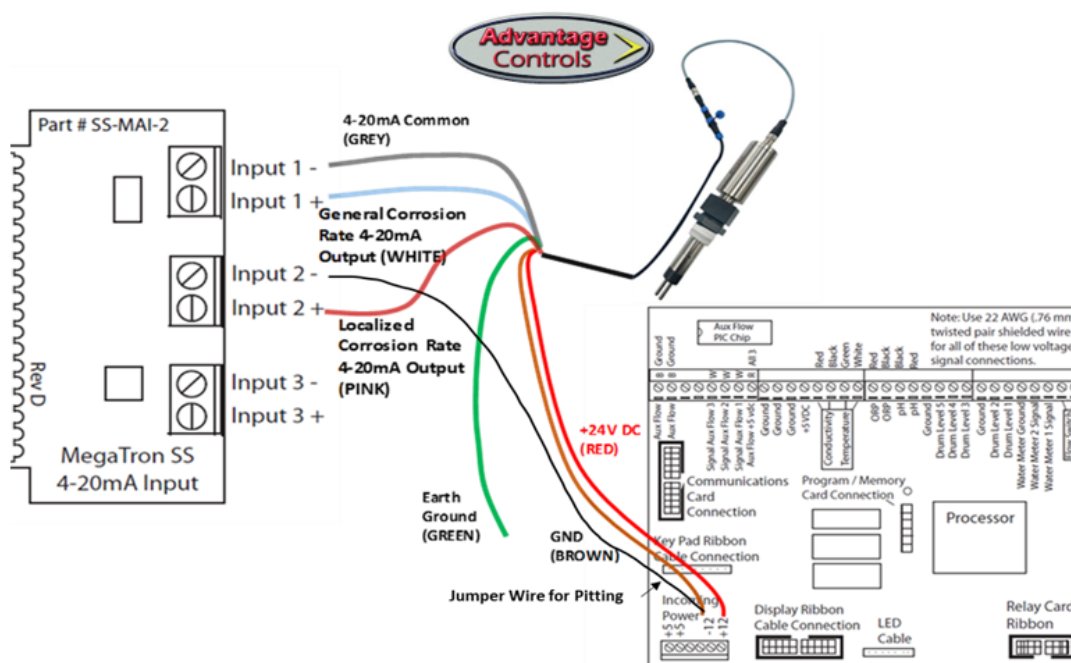 Advantage
Controls
Part # SS-MAI-2
4-20mA Common
(GREY)
Input 1 -
Input 1 +
General Corrosion
Rate 4-20mA
Output (WHITE)
Input 2 -
Input 2 +
Localized
Corrosion Rate
4-20mA Output
(PINK)
Input 3 -
Input 3 +
Rev D
MegaTron SS
4-20mA Input
+24V DC
(RED)
Earth
Ground
(GREEN)
GND
(BROWN)
Jumper Wire for Pitting
Aux Flow
PIC Chip
Note: Use 22 AWG (.76 mm
twisted pair shielded wire
for all of these low voltage
signal connections.
Ground
Ground
All 3
Red
Black
Green
White
Red
Black
Black
Red
B
B
W
W
W
R
Aux Flow
Aux Flow
Signal Aux Flow 3
Signal Aux Flow 2
Signal Aux Flow 1
Aux Flow +5 vdc
Ground
Ground
Ground
+5 VDC
Conductivity
Temperature
ORP
ORP
pH
pH
Ground
Drum Level 5
Drum Level 4
Drum Level 3
Ground
Drum Level 2
Drum Level 1
Water Meter Ground
Water Meter 2 Signal
Water Meter 1 Signal
Flow Switch
Communications
Card
Connection
Program / Memory
Card Connection
Processor
Key Pad Ribbon
Cable Connection
Incoming
Power
+5
+5
-12
+12
Display Ribbon
Cable Connection
LED
Cable
Relay Card
Ribbon